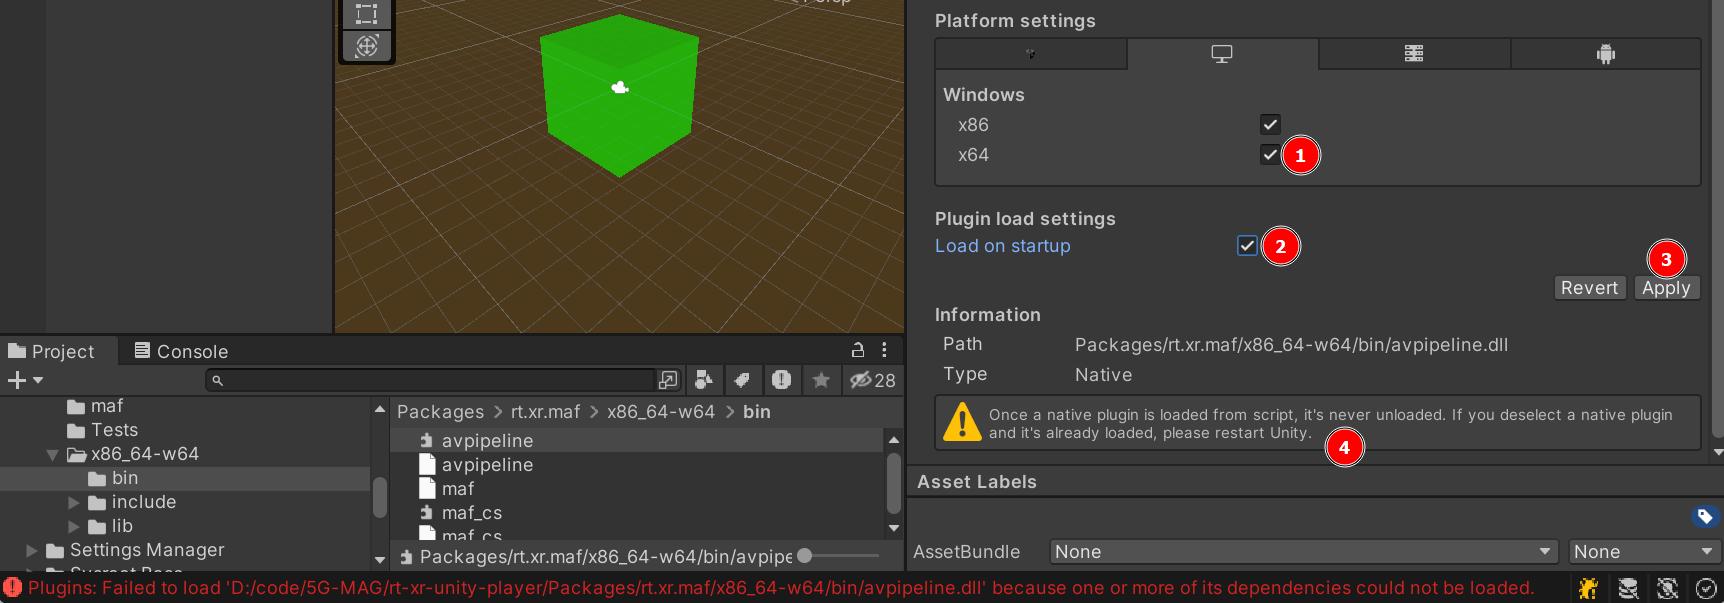 Platform settings
Windows
x86
x64
1
Plugin load settings
Load on startup
2
3
Revert
Apply
Information
Path
Packages/rt.xr.maf/x86_64-w64/bin/avpipeline.dll
Type
Native
Once a native plugin is loaded from script, it's never unloaded. If you deselect a native plugin
and it's already loaded, please restart Unity.
4
Asset Labels
AssetBundle
None
None
Project
Console
28
maf
Tests
x86_64-w64
bin
include
lib
Settings Manager
Packages > rt.xr.maf > x86_64-w64 > bin
avpipeline
avpipeline
maf
maf_cs
maf_cs
Packages/rt.xr.maf/x86_64-w64/bin/avpipe
Plugins: Failed to load 'D:/code/5G-MAG/rt-xr-unity-player/Packages/rt.xr.maf/x86_64-w64/bin/avpipeline.dll' because one or more of its dependencies could not be loaded.